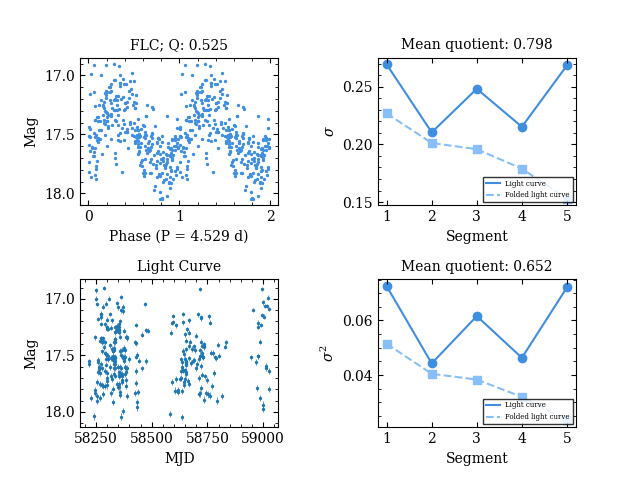 FLC; Q: 0.525
17.0
17.5
18.0
Mag
0
1
2
Phase (P = 4.529 d)
Mean quotient: 0.798
0.25
0.20
0.15
σ
1
2
3
4
5
Segment
Light curve
Folded light curve
Light Curve
17.0
17.5
18.0
Mag
58250
58500
58750
59000
MJD
Mean quotient: 0.652
0.06
0.04
σ²
1
2
3
4
5
Segment
Light curve
Folded light curve